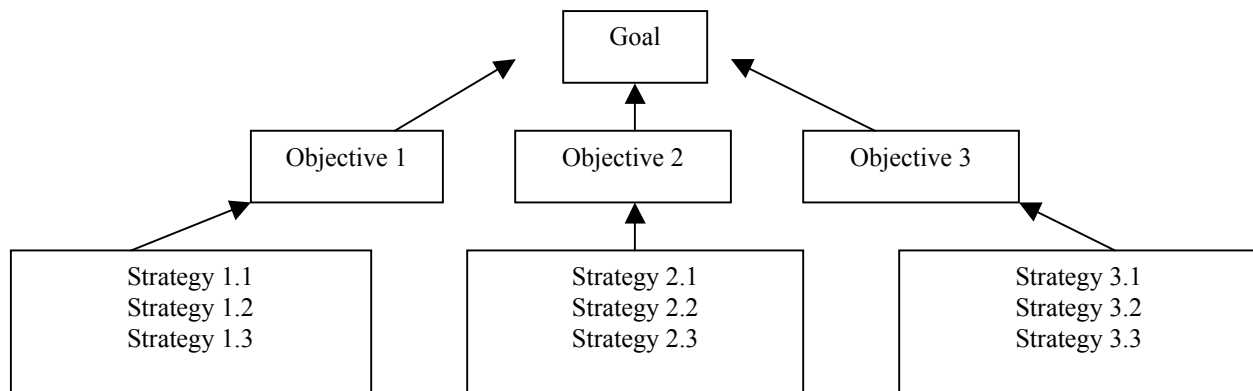 Goal
Objective 1
Objective 2
Objective 3
Strategy 1.1
Strategy 1.2
Strategy 1.3
Strategy 2.1
Strategy 2.2
Strategy 2.3
Strategy 3.1
Strategy 3.2
Strategy 3.3